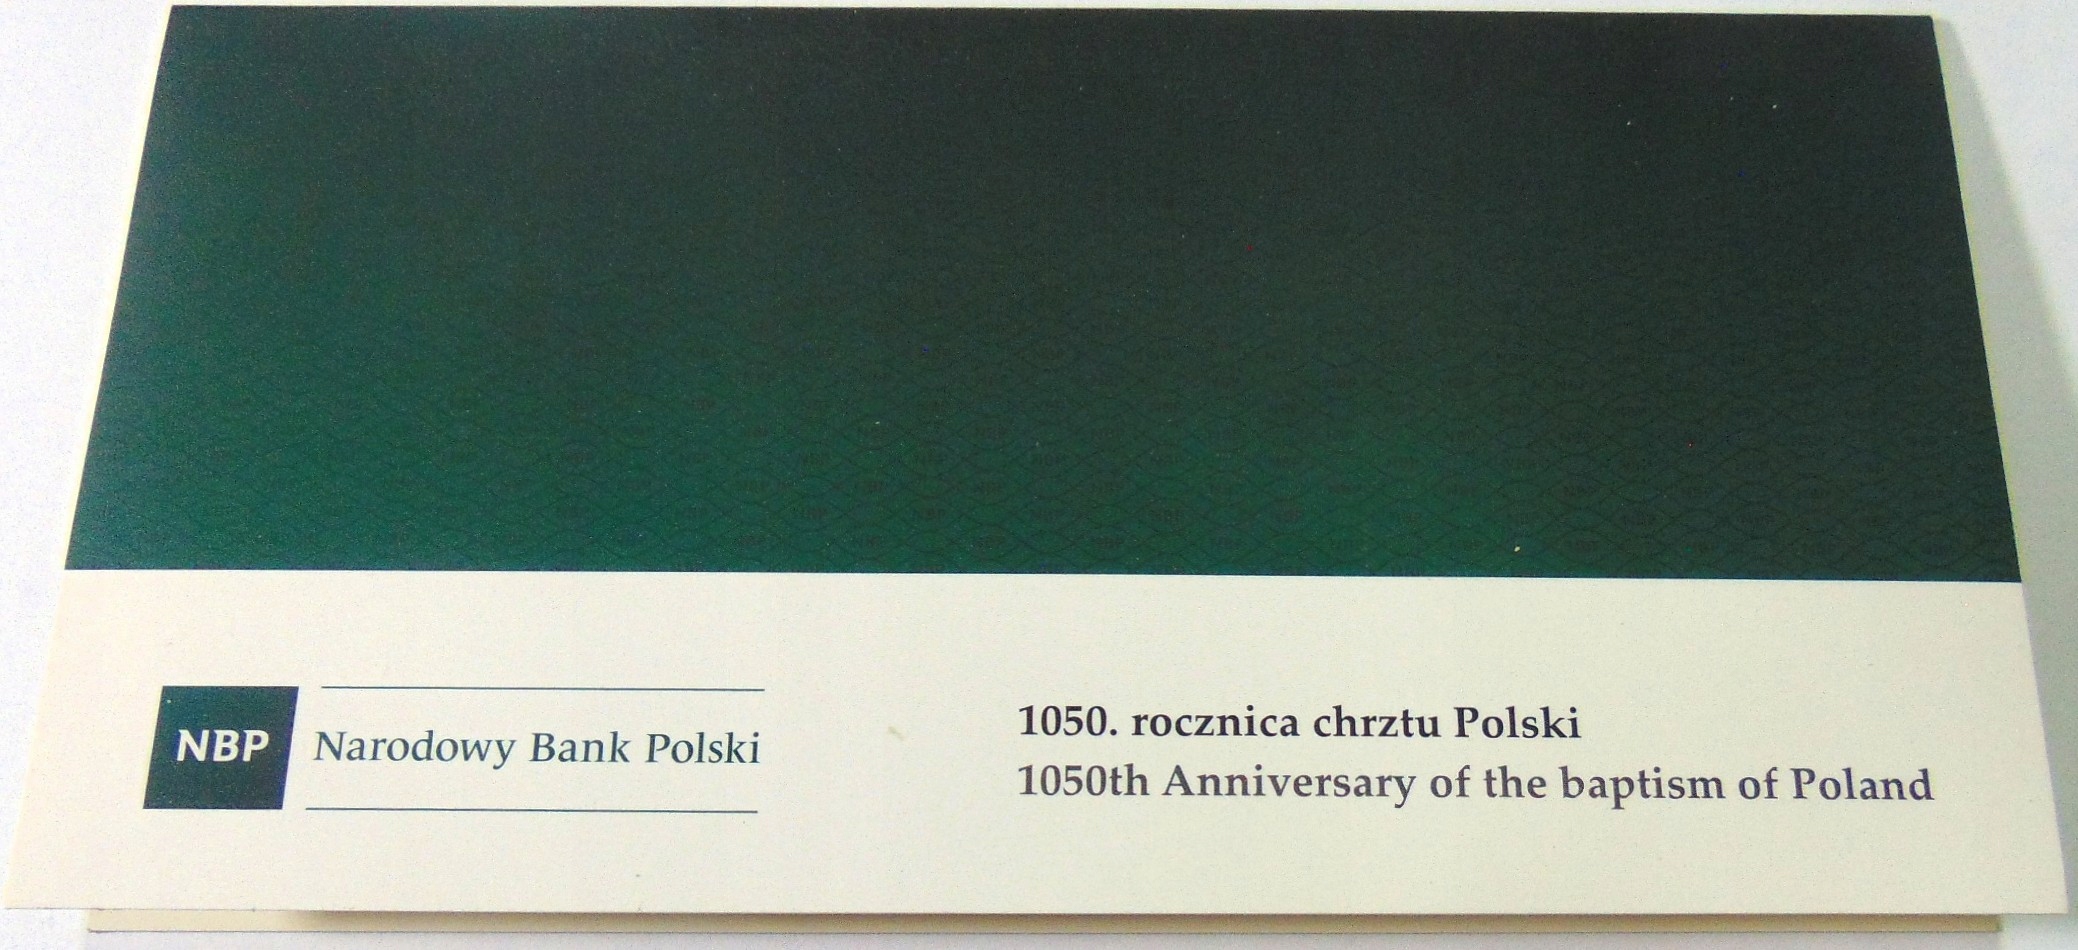 NBP
Narodowy Bank Polski
1050. rocznica chrztu Polski
1050th Anniversary of the baptism of Poland